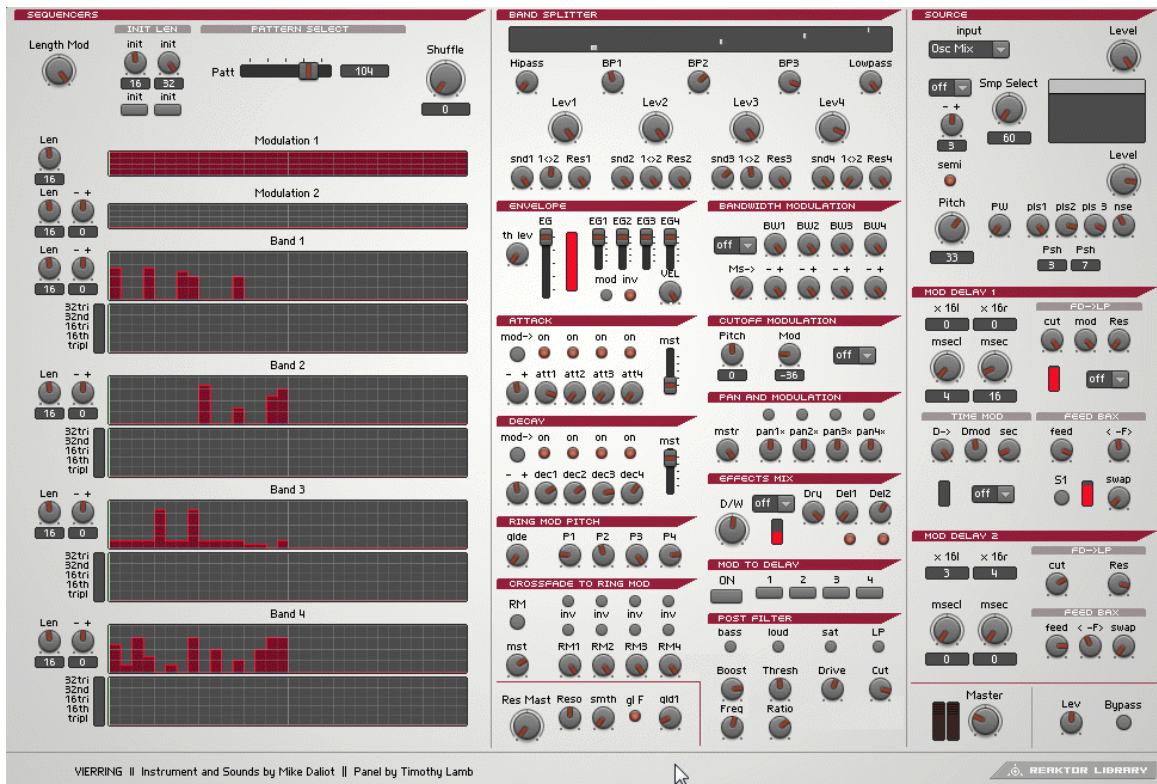 SEQUENCERS
INIT LEN
PATTERN SELECT
Length Mod
init init
16 32
init init
Patt 104
Shuffle
0
Len
16
Modulation 1
Len - +
16 0
Modulation 2
Len - +
16 0
Band 1
32tri
32nd
16tri
16th
tripl
Len - +
16 0
Band 2
32tri
32nd
16tri
16th
tripl
Len - +
16 0
Band 3
32tri
32nd
16tri
16th
tripl
Len - +
16 0
Band 4
32tri
32nd
16tri
16th
tripl
BAND SPLITTER
Hipass BP1 BP2 BP3 Lowpass
Lev1 Lev2 Lev3 Lev4
snd1 1<>2 Res1 snd2 1<>2 Res2 snd3 1<>2 Res3 snd4 1<>2 Res4
ENVELOPE
th lev EG EG1 EG2 EG3 EG4
mod inv VEL
ATTACK
mod-> on on on on mst
- + att1 att2 att3 att4
DECAY
mod-> on on on on mst
- + dec1 dec2 dec3 dec4
RING MOD PITCH
glde P1 P2 P3 P4
CROSSFADE TO RING MOD
RM inv inv inv inv
mst RM1 RM2 RM3 RM4
Res Mast Reso smth gl F gld1
BANDWIDTH MODULATION
off BW1 BW2 BW3 BW4
Ms-> - + - + - + - +
CUTOFF MODULATION
Pitch Mod
0 -36 off
PAN AND MODULATION
mstr pan1× pan2× pan3× pan4×
EFFECTS MIX
D/W off Dry Del1 Del2
MOD TO DELAY
ON 1 2 3 4
POST FILTER
bass loud sat LP
Boost Thresh Drive Cut
Freq Ratio
SOURCE
input Level
Osc Mix
off Smp Select
- +
3 60
semi Level
Pitch PW pls1 pls2 pls 3 nse
33
Psh Psh
3 7
MOD DELAY 1
× 16l × 16r
0 0
FD->LP
cut mod Res
msecl msec
4 16
off
TIME MOD
D-> Dmod sec
off
FEED BAX
feed < -F>
S1 swap
MOD DELAY 2
× 16l × 16r
3 4
FD->LP
cut Res
msecl msec
0 0
FEED BAX
feed < -F> swap
Master Lev Bypass
VIERRING II Instrument and Sounds by Mike Daliot || Panel by Timothy Lamb
REAKTOR LIBRARY